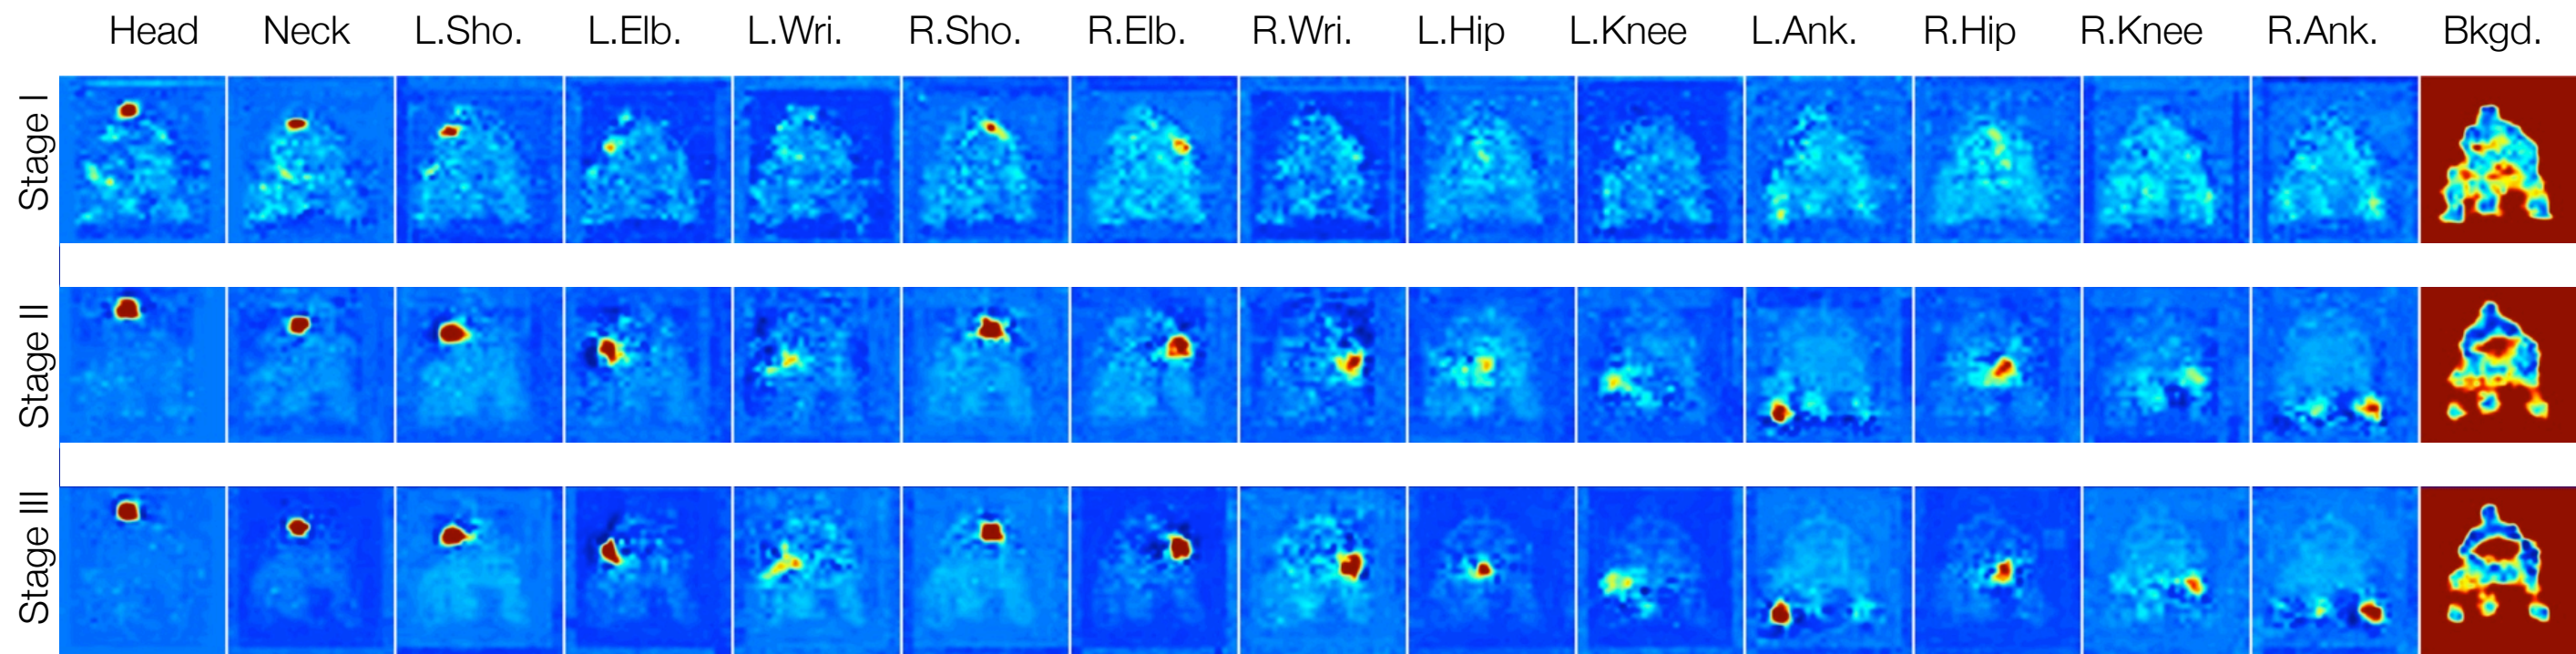 Head Neck L.Sho. L.Elb. L.Wri. R.Sho. R.Elb. R.Wri. L.Hip L.Knee L.Ank. R.Hip R.Knee R.Ank. Bkgd.
Stage I
Stage II
Stage III